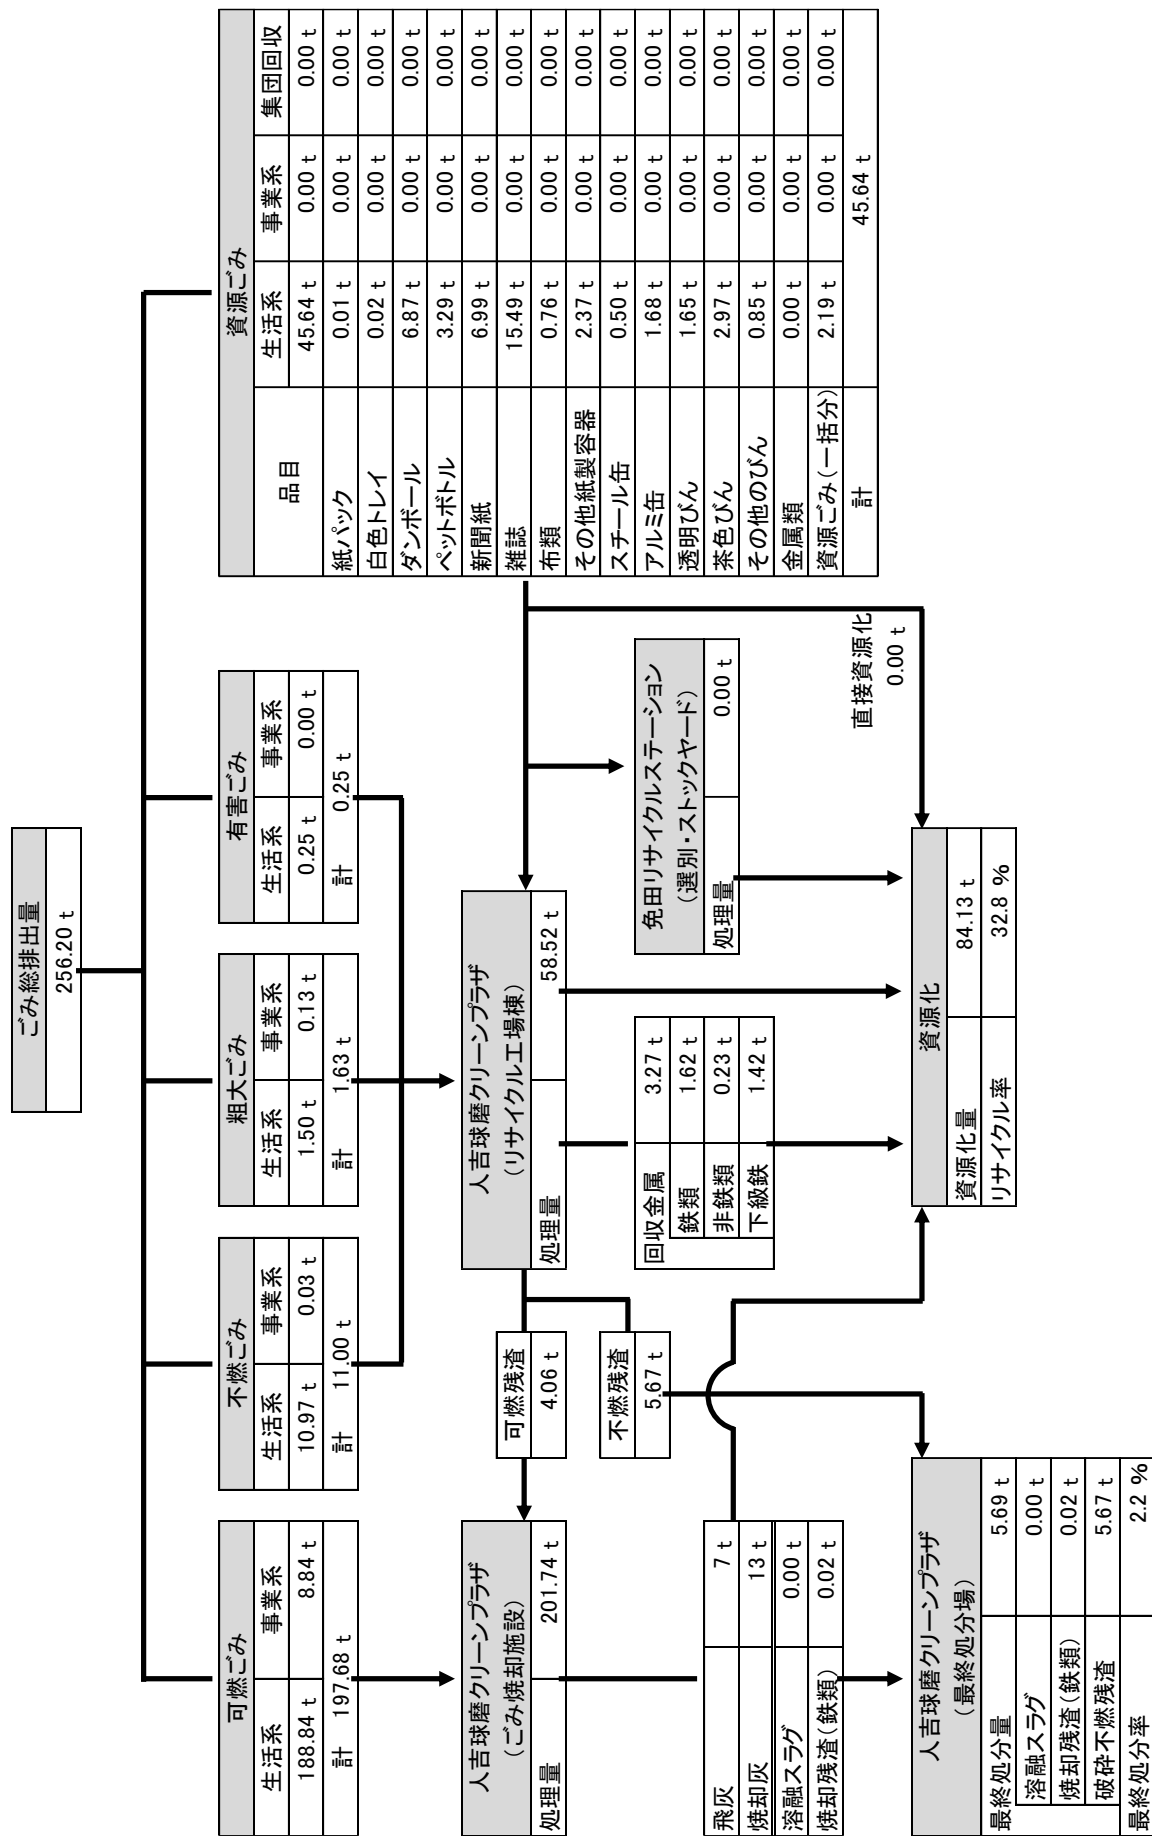 ごみ総排出量
256.20 t
可燃ごみ
生活系 事業系
188.84 t 8.84 t
計 197.68 t
不燃ごみ
生活系 事業系
10.97 t 0.03 t
計 11.00 t
粗大ごみ
生活系 事業系
1.50 t 0.13 t
計 1.63 t
有害ごみ
生活系 事業系
0.25 t 0.00 t
計 0.25 t
資源ごみ
品目 生活系 事業系 集団回収
45.64 t 0.00 t 0.00 t
紙パック 0.01 t 0.00 t 0.00 t
白色トレイ 0.02 t 0.00 t 0.00 t
ダンボール 6.87 t 0.00 t 0.00 t
ペットボトル 3.29 t 0.00 t 0.00 t
新聞紙 6.99 t 0.00 t 0.00 t
雑誌 15.49 t 0.00 t 0.00 t
布類 0.76 t 0.00 t 0.00 t
その他紙製容器 2.37 t 0.00 t 0.00 t
スチール缶 0.50 t 0.00 t 0.00 t
アルミ缶 1.68 t 0.00 t 0.00 t
透明びん 1.65 t 0.00 t 0.00 t
茶色びん 2.97 t 0.00 t 0.00 t
その他のびん 0.85 t 0.00 t 0.00 t
金属類 0.00 t 0.00 t 0.00 t
資源ごみ(一括分) 2.19 t 0.00 t 0.00 t
計 45.64 t
人吉球磨クリーンプラザ
(ごみ焼却施設)
処理量 201.74 t
可燃残渣
4.06 t
不燃残渣
5.67 t
人吉球磨クリーンプラザ
(リサイクル工場棟)
処理量 58.52 t
回収金属 3.27 t
鉄類 1.62 t
非鉄類 0.23 t
下級鉄 1.42 t
免田リサイクルステーション
(選別・ストックヤード)
処理量 0.00 t
直接資源化
0.00 t
飛灰 7 t
焼却灰 13 t
溶融スラグ 0.00 t
焼却残渣(鉄類) 0.02 t
人吉球磨クリーンプラザ
(最終処分場)
最終処分量 5.69 t
溶融スラグ 0.00 t
焼却残渣(鉄類) 0.02 t
破砕不燃残渣 5.67 t
最終処分率 2.2 %
資源化
資源化量 84.13 t
リサイクル率 32.8 %